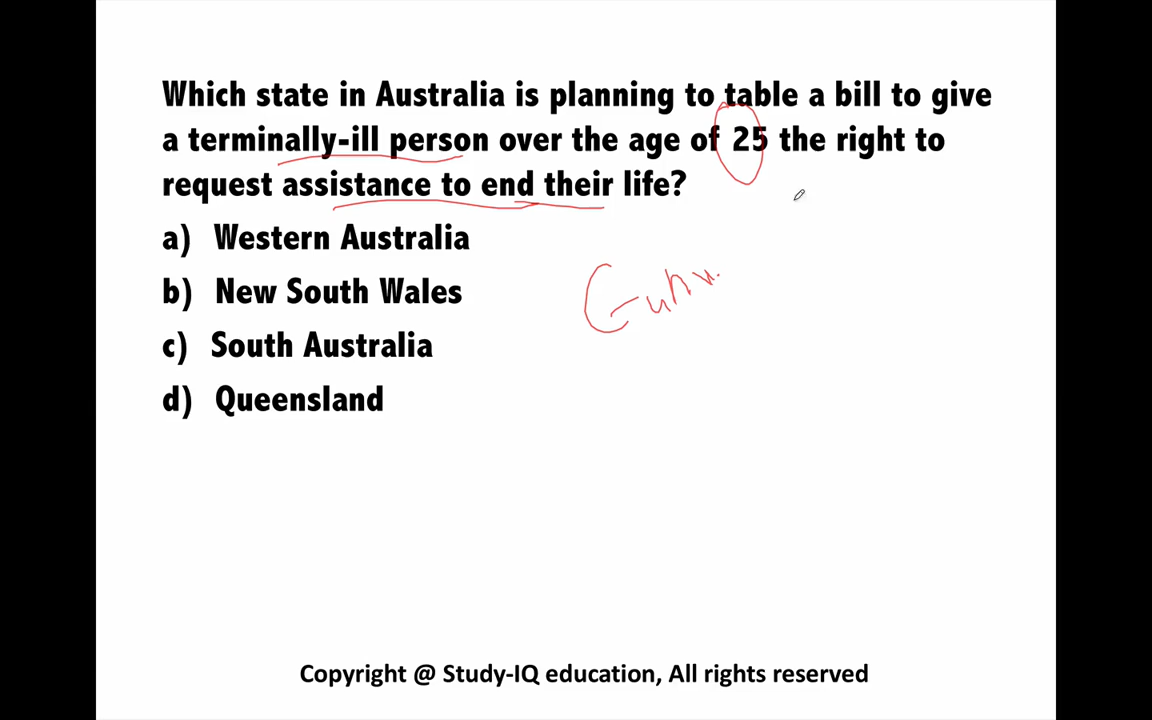 Which state in Australia is planning to table a bill to give
a terminally-ill person over the age of 25 the right to
request assistance to end their life?
a) Western Australia
b) New South Wales
c) South Australia
d) Queensland
Copyright @ Study-IQ education, All rights reserved